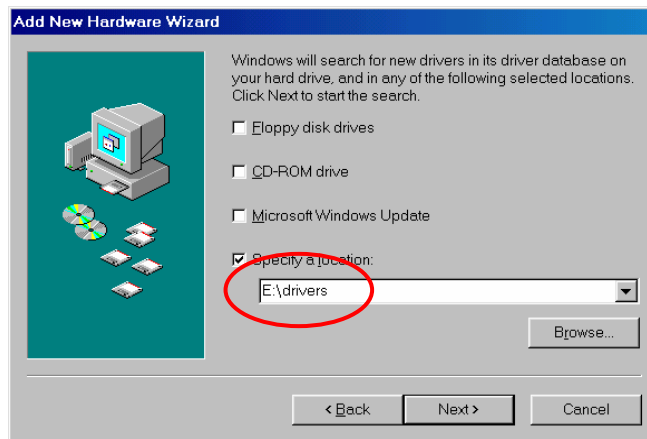 Add New Hardware Wizard
Windows will search for new drivers in its driver database on
your hard drive, and in any of the following selected locations.
Click Next to start the search.
Floppy disk drives
CD-ROM drive
Microsoft Windows Update
Specify a location:
E:\drivers
Browse...
< Back
Next >
Cancel